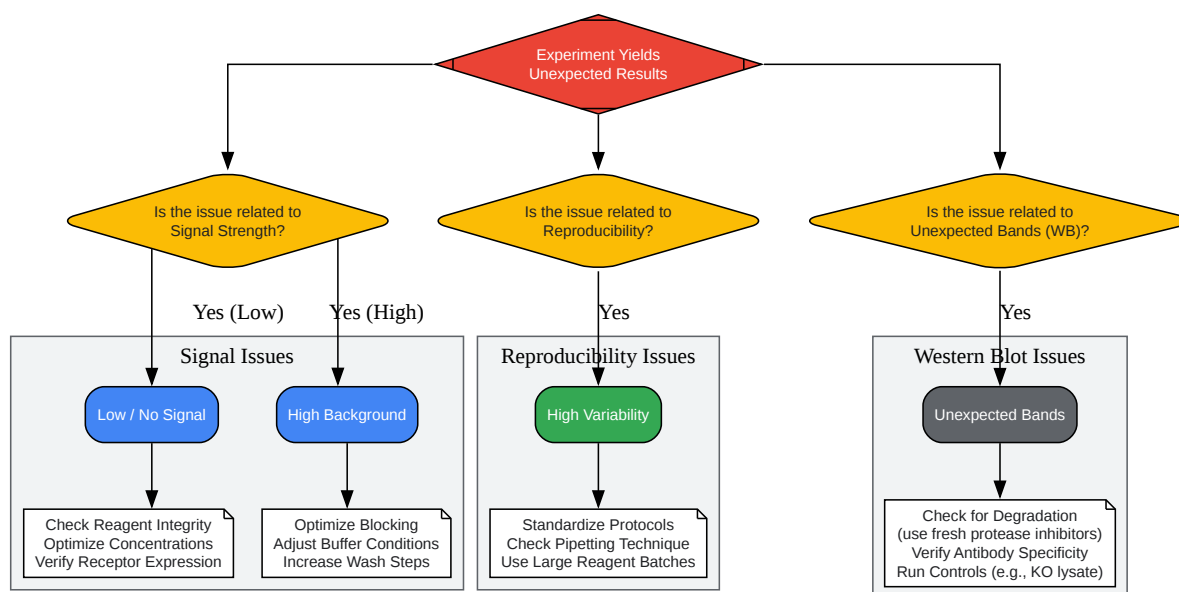 Experiment Yields
Unexpected Results
Is the issue related to
Signal Strength?
Is the issue related to
Reproducibility?
Is the issue related to
Unexpected Bands (WB)?
Yes (Low)
Yes (High)
Yes
Yes
Signal Issues
Reproducibility Issues
Western Blot Issues
Low / No Signal
High Background
High Variability
Unexpected Bands
Check Reagent Integrity
Optimize Concentrations
Verify Receptor Expression
Optimize Blocking
Adjust Buffer Conditions
Increase Wash Steps
Standardize Protocols
Check Pipetting Technique
Use Large Reagent Batches
Check for Degradation
(use fresh protease inhibitors)
Verify Antibody Specificity
Run Controls (e.g., KO lysate)